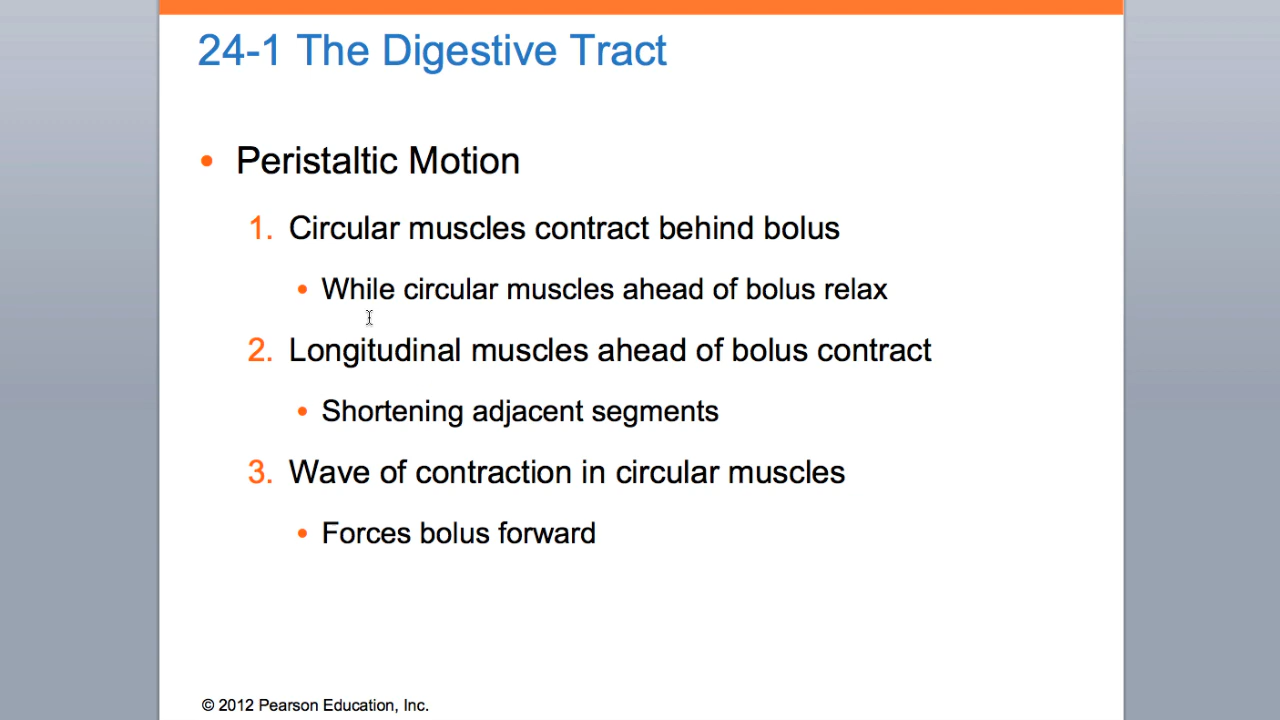 24-1 The Digestive Tract
• Peristaltic Motion
1. Circular muscles contract behind bolus
• While circular muscles ahead of bolus relax
2. Longitudinal muscles ahead of bolus contract
• Shortening adjacent segments
3. Wave of contraction in circular muscles
• Forces bolus forward
© 2012 Pearson Education, Inc.